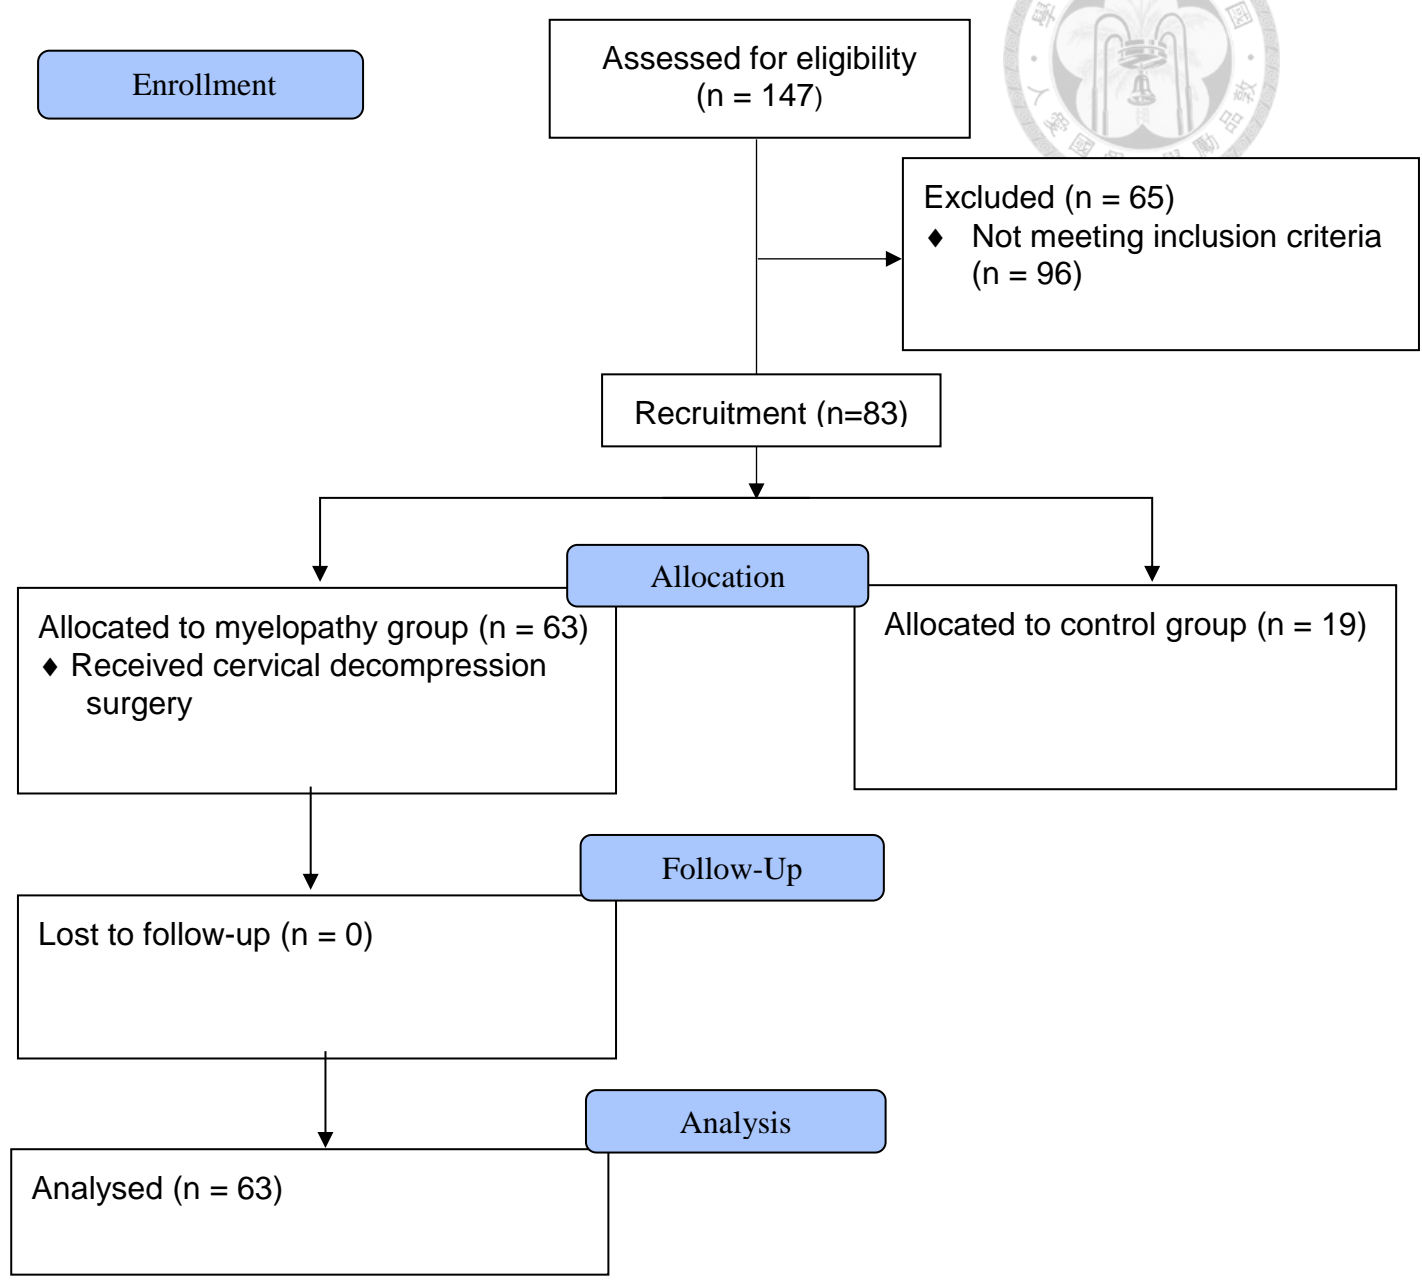 Enrollment
Assessed for eligibility
(n = 147)
Excluded (n = 65)
♦ Not meeting inclusion criteria
(n = 96)
Recruitment (n=83)
Allocation
Allocated to myelopathy group (n = 63)
♦ Received cervical decompression
surgery
Allocated to control group (n = 19)
Follow-Up
Lost to follow-up (n = 0)
Analysis
Analysed (n = 63)